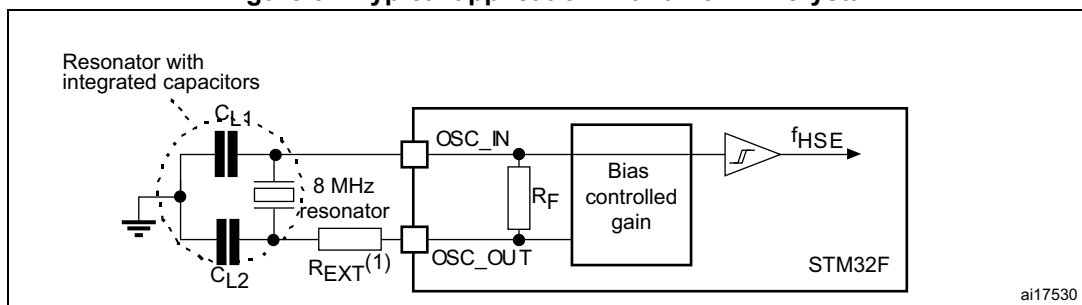 Resonator with
integrated capacitors
CL1
OSC_IN
fHSE
8 MHz
resonator
RF
Bias
controlled
gain
OSC_OUT
REXT(1)
STM32F
CL2
ai17530